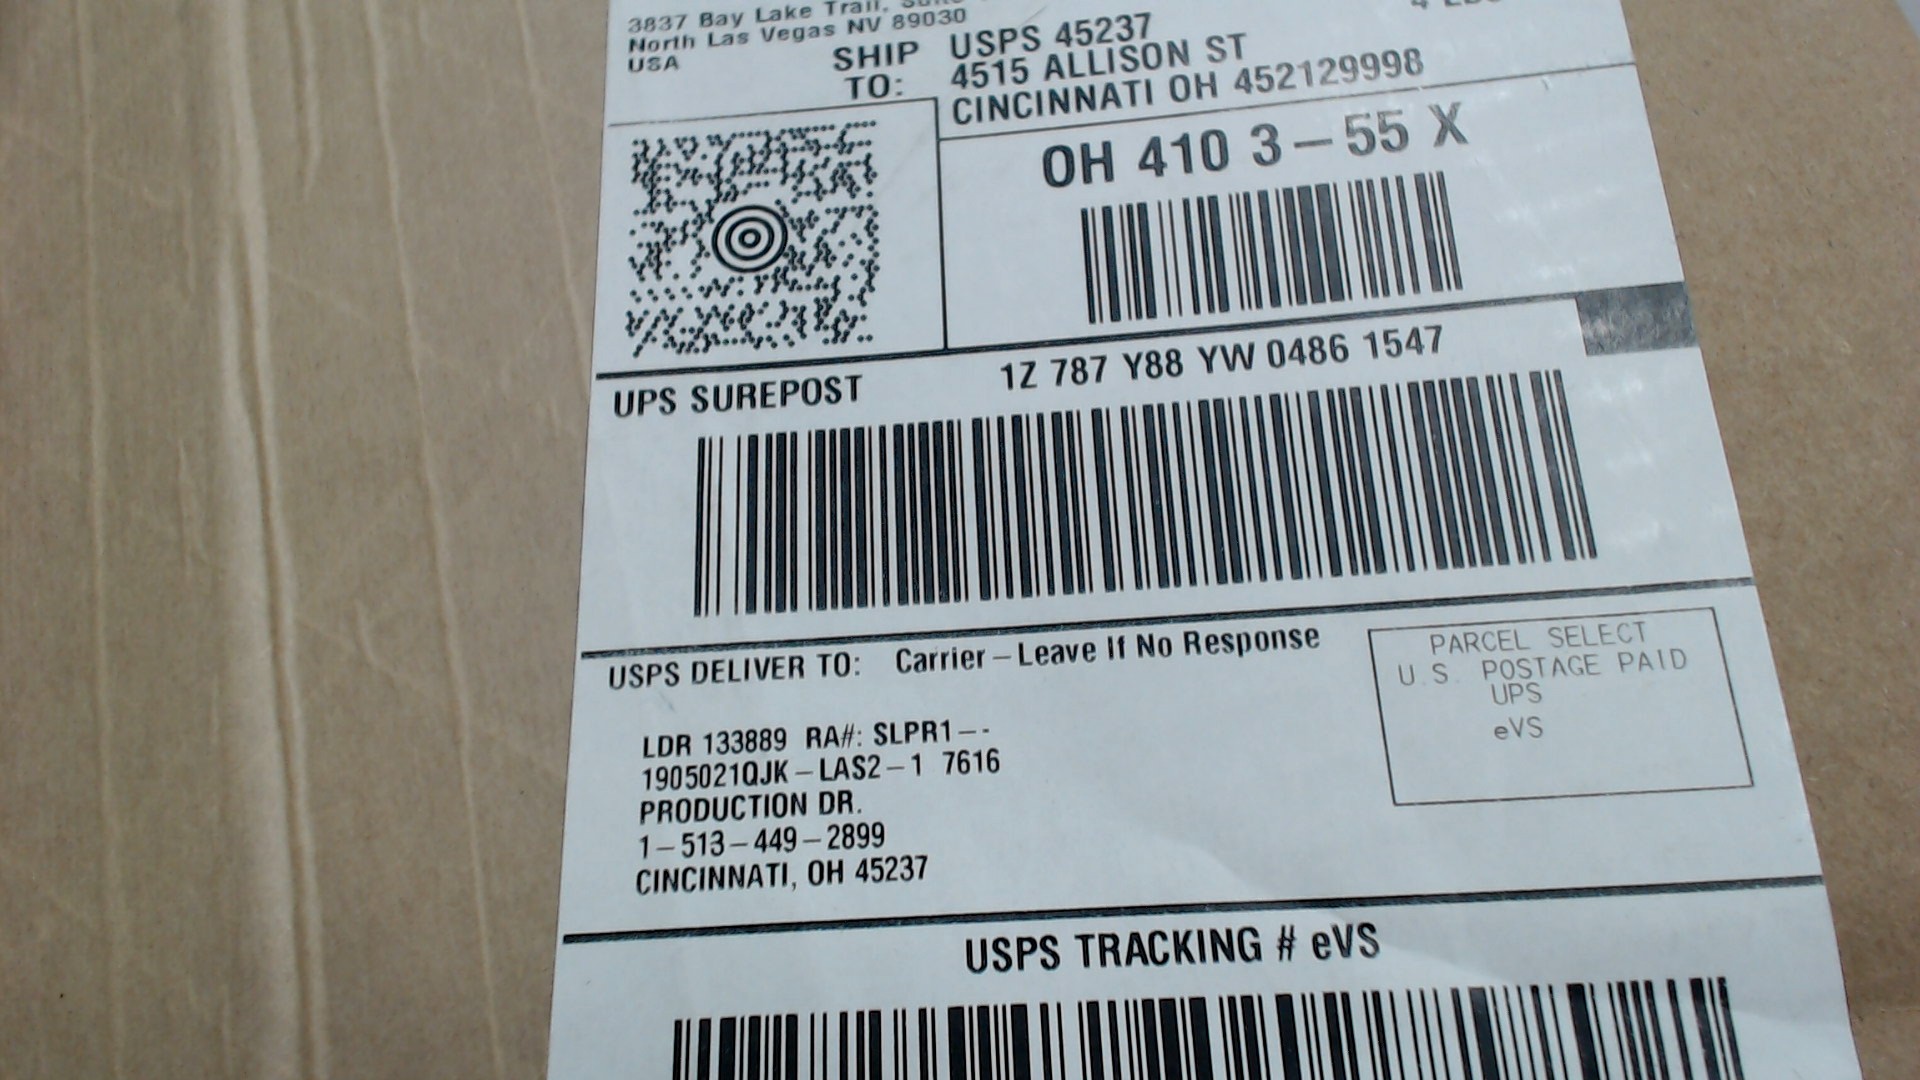 3837 Bay Lake Trail,
North Las Vegas NV 89030
USA
SHIP TO:
USPS 45237
4515 ALLISON ST
CINCINNATI OH 452129998
OH 410 3-55 X
UPS SUREPOST
1Z 787 Y88 YW 0486 1547
USPS DELIVER TO: Carrier-Leave If No Response
PARCEL SELECT
U.S. POSTAGE PAID
UPS
eVS
LDR 133889 RA#: SLPR1--
1905021QJK-LAS2-1 7616
PRODUCTION DR.
1-513-449-2899
CINCINNATI, OH 45237
USPS TRACKING # eVS